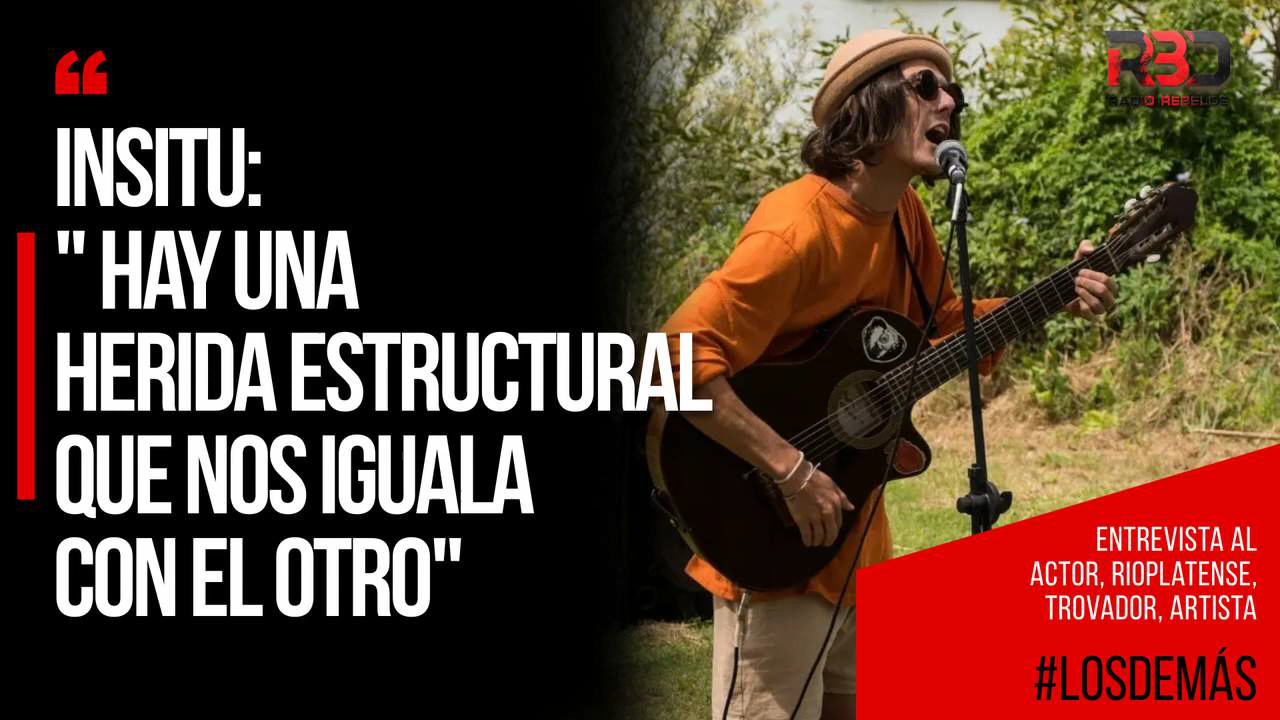 “
INSITU:
" HAY UNA
HERIDA ESTRUCTURAL
QUE NOS IGUALA
CON EL OTRO"
RBD
RADIO REBELDE
ENTREVISTA AL
ACTOR, RIOPLATENSE,
TROVADOR, ARTISTA
#LOSDEMÁS